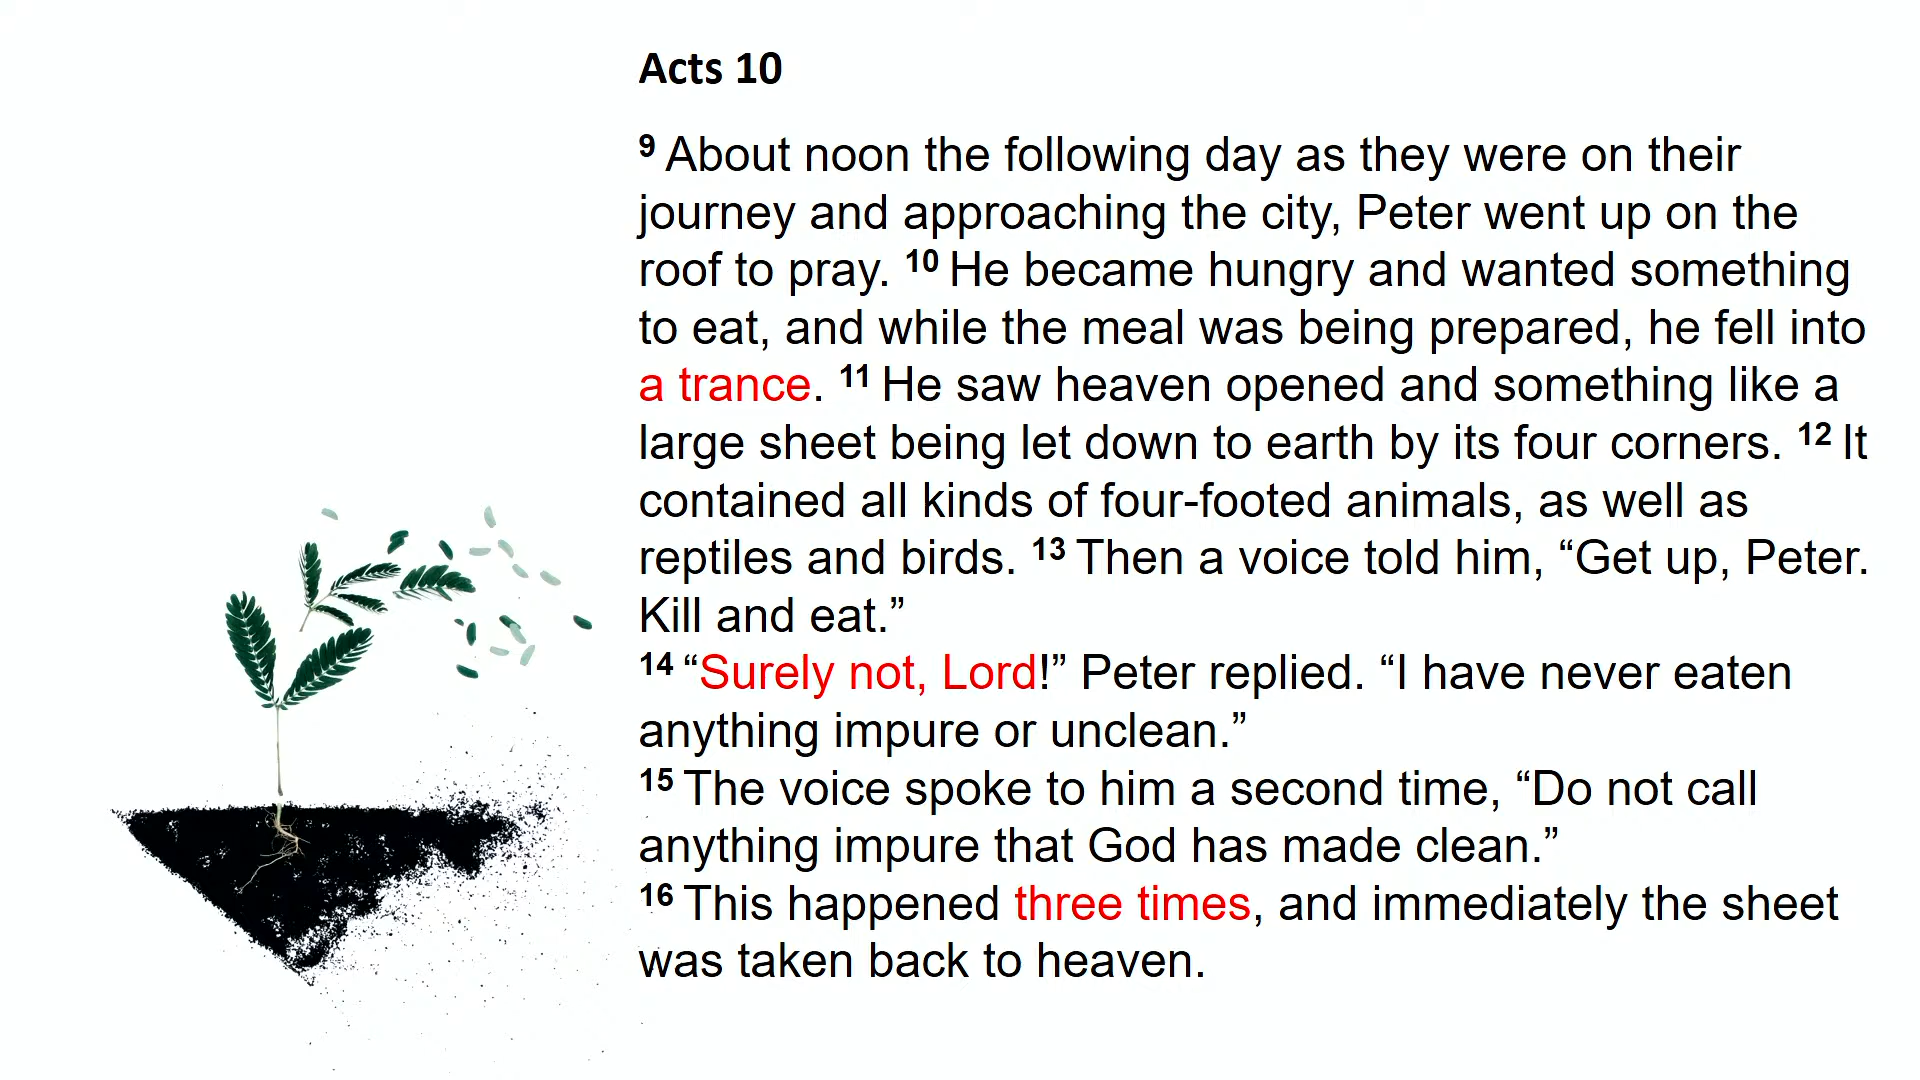 Acts 10
9 About noon the following day as they were on their
journey and approaching the city, Peter went up on the
roof to pray. 10 He became hungry and wanted something
to eat, and while the meal was being prepared, he fell into
a trance. 11 He saw heaven opened and something like a
large sheet being let down to earth by its four corners. 12 It
contained all kinds of four-footed animals, as well as
reptiles and birds. 13 Then a voice told him, “Get up, Peter.
Kill and eat.”
14 “Surely not, Lord!” Peter replied. “I have never eaten
anything impure or unclean.”
15 The voice spoke to him a second time, “Do not call
anything impure that God has made clean.”
16 This happened three times, and immediately the sheet
was taken back to heaven.